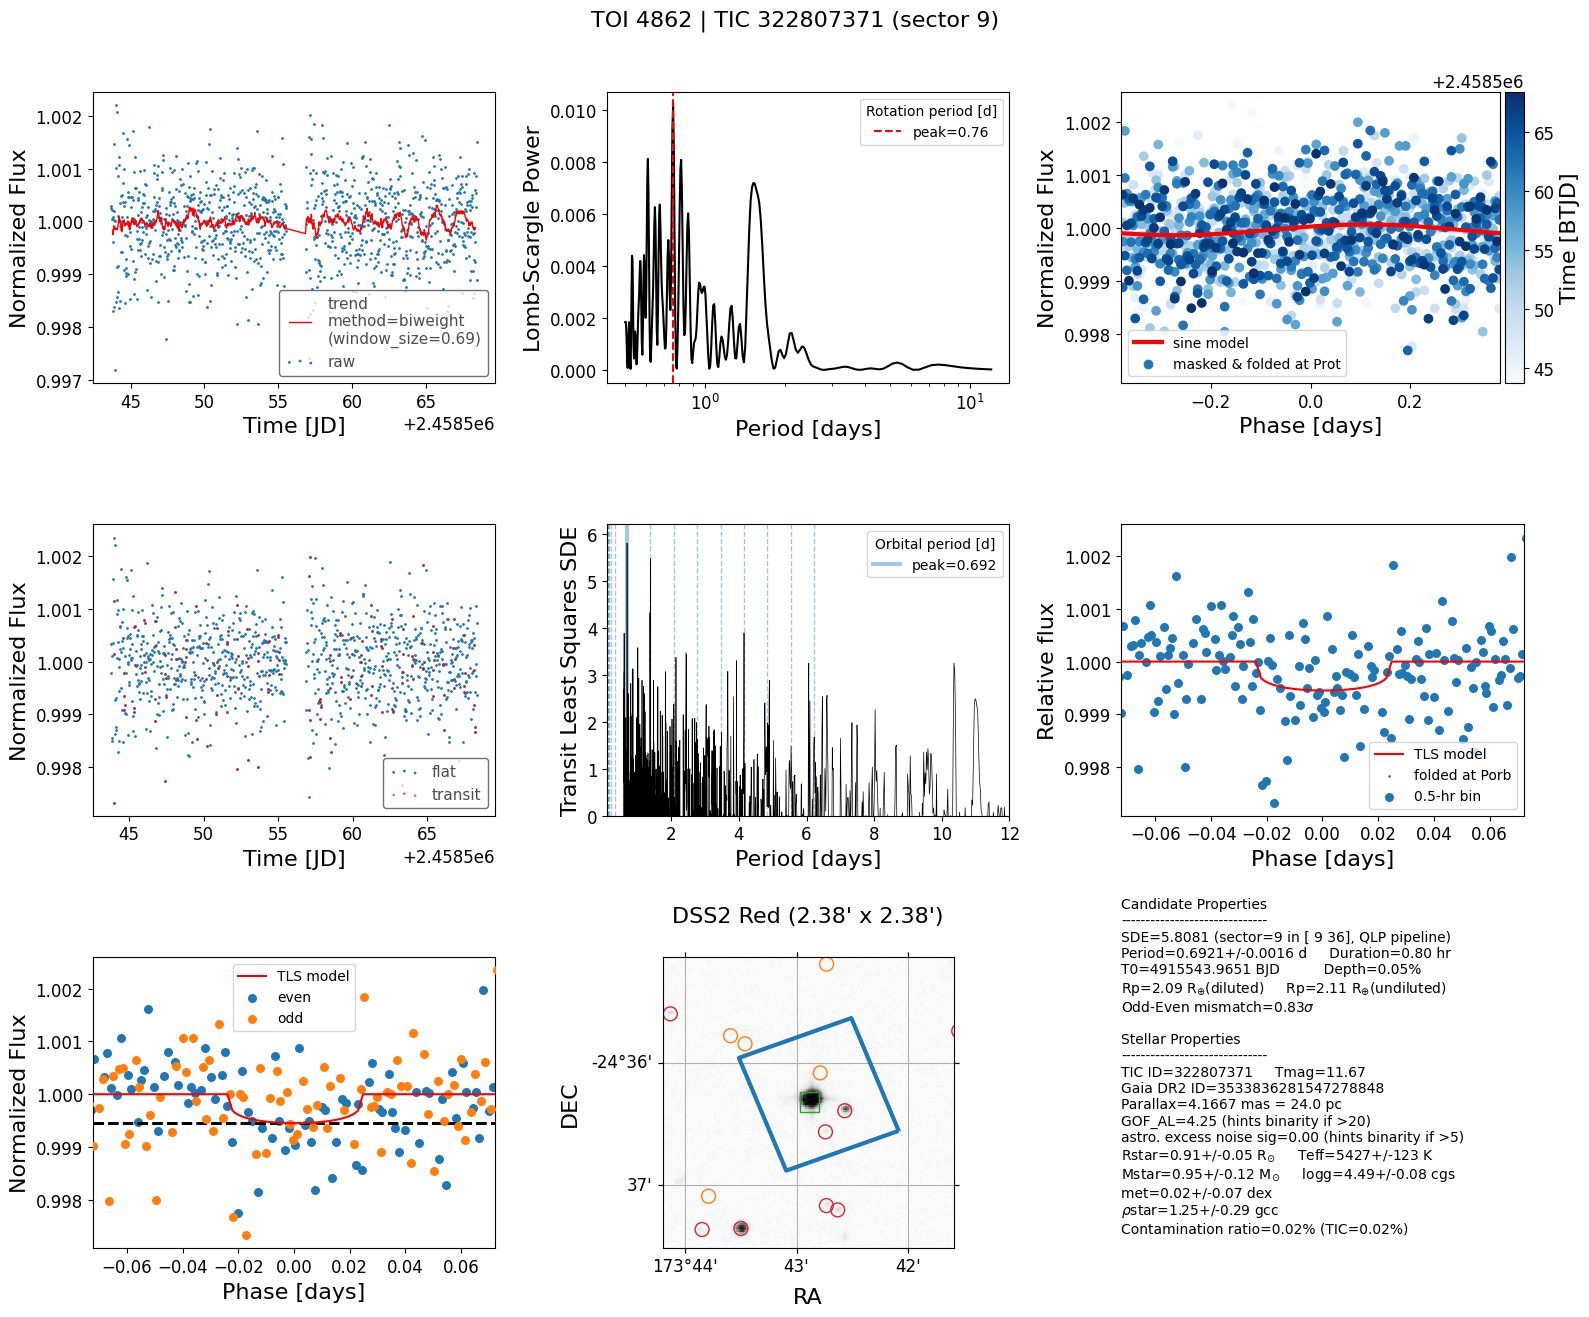 TOI 4862 | TIC 322807371 (sector 9)
Normalized Flux
1.002
1.001
1.000
0.999
0.998
0.997
trend
method=biweight
(window_size=0.69)
raw
45 50 55 60 65
Time [JD]
+2.4585e6
Lomb-Scargle Power
0.010
0.008
0.006
0.004
0.002
0.000
Rotation period [d]
peak=0.76
10⁰ 10¹
Period [days]
+2.4585e6
Normalized Flux
1.002
1.001
1.000
0.999
0.998
sine model
masked & folded at Prot
−0.2 0.0 0.2
Phase [days]
65
60
55
50
45
Time [BTJD]
Normalized Flux
1.002
1.001
1.000
0.999
0.998
flat
transit
45 50 55 60 65
Time [JD]
+2.4585e6
Transit Least Squares SDE
6
5
4
3
2
1
0
Orbital period [d]
peak=0.692
2 4 6 8 10 12
Period [days]
Relative flux
1.002
1.001
1.000
0.999
0.998
TLS model
folded at Porb
0.5-hr bin
−0.06 −0.04 −0.02 0.00 0.02 0.04 0.06
Phase [days]
Normalized Flux
1.002
1.001
1.000
0.999
0.998
TLS model
even
odd
−0.06 −0.04 −0.02 0.00 0.02 0.04 0.06
Phase [days]
DSS2 Red (2.38' x 2.38')
DEC
-24°36'
37'
173°44' 43' 42'
RA
Candidate Properties
------------------------------
SDE=5.8081 (sector=9 in [ 9 36], QLP pipeline)
Period=0.6921+/-0.0016 d Duration=0.80 hr
T0=4915543.9651 BJD Depth=0.05%
Rp=2.09 R⊕(diluted) Rp=2.11 R⊕(undiluted)
Odd-Even mismatch=0.83σ
Stellar Properties
------------------------------
TIC ID=322807371 Tmag=11.67
Gaia DR2 ID=3533836281547278848
Parallax=4.1667 mas = 24.0 pc
GOF_AL=4.25 (hints binarity if >20)
astro. excess noise sig=0.00 (hints binarity if >5)
Rstar=0.91+/-0.05 R⊙ Teff=5427+/-123 K
Mstar=0.95+/-0.12 M⊙ logg=4.49+/-0.08 cgs
met=0.02+/-0.07 dex
ρstar=1.25+/-0.29 gcc
Contamination ratio=0.02% (TIC=0.02%)